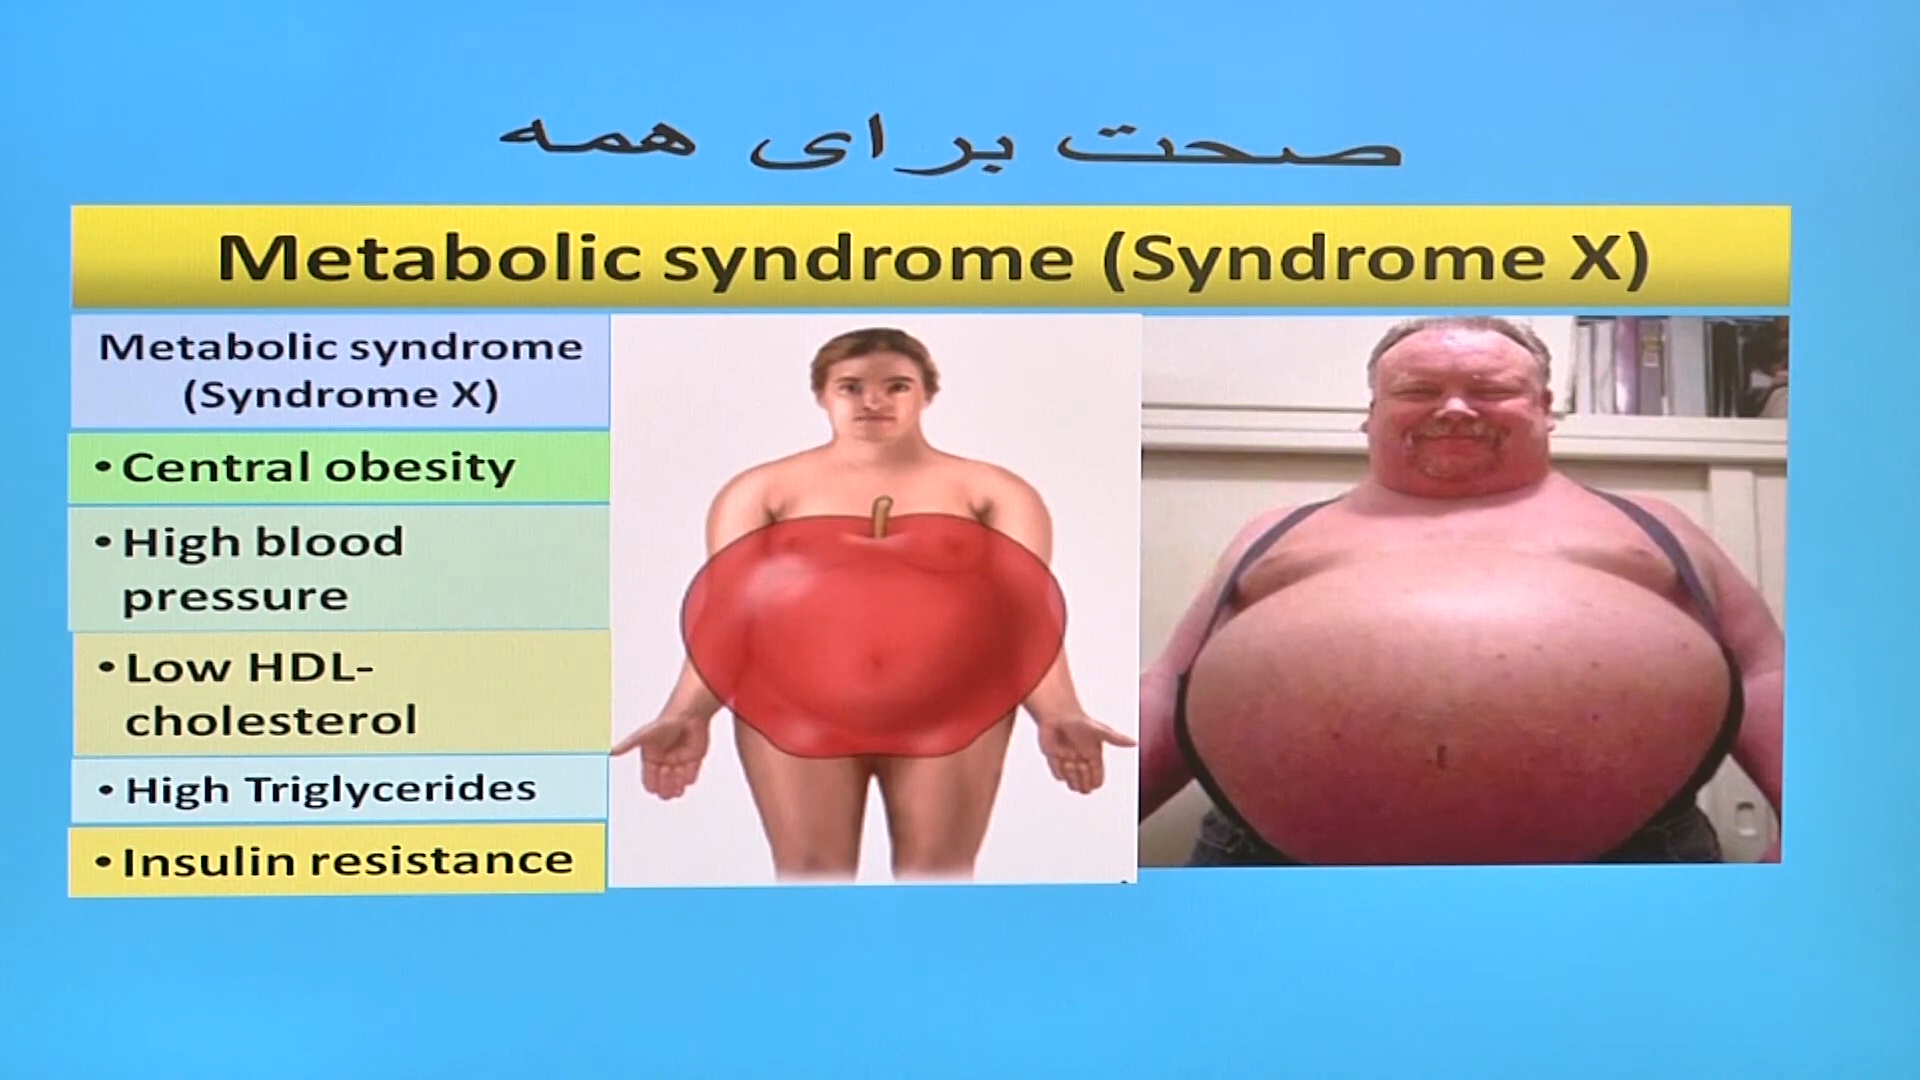 صحت برای همه
Metabolic syndrome (Syndrome X)
Metabolic syndrome
(Syndrome X)
• Central obesity
• High blood
pressure
• Low HDL-
cholesterol
• High Triglycerides
• Insulin resistance